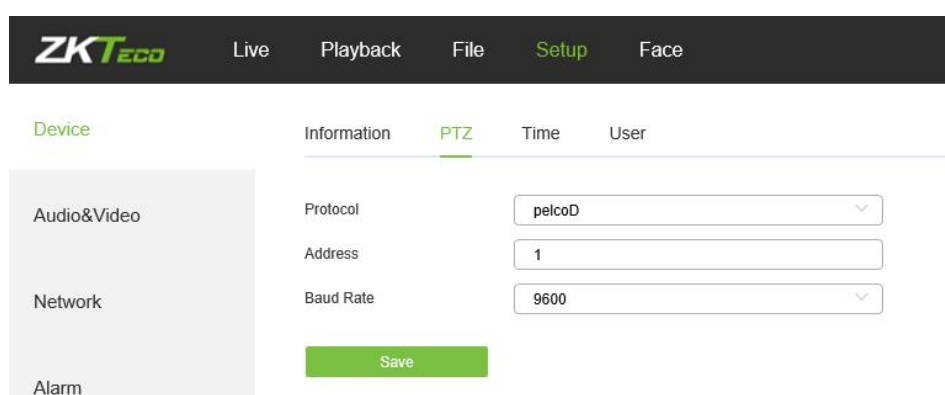 ZKTECO Live Playback File Setup Face
Device
Information PTZ Time User
Audio&Video
Protocol pelcoD
Address 1
Network
Baud Rate 9600
Save
Alarm